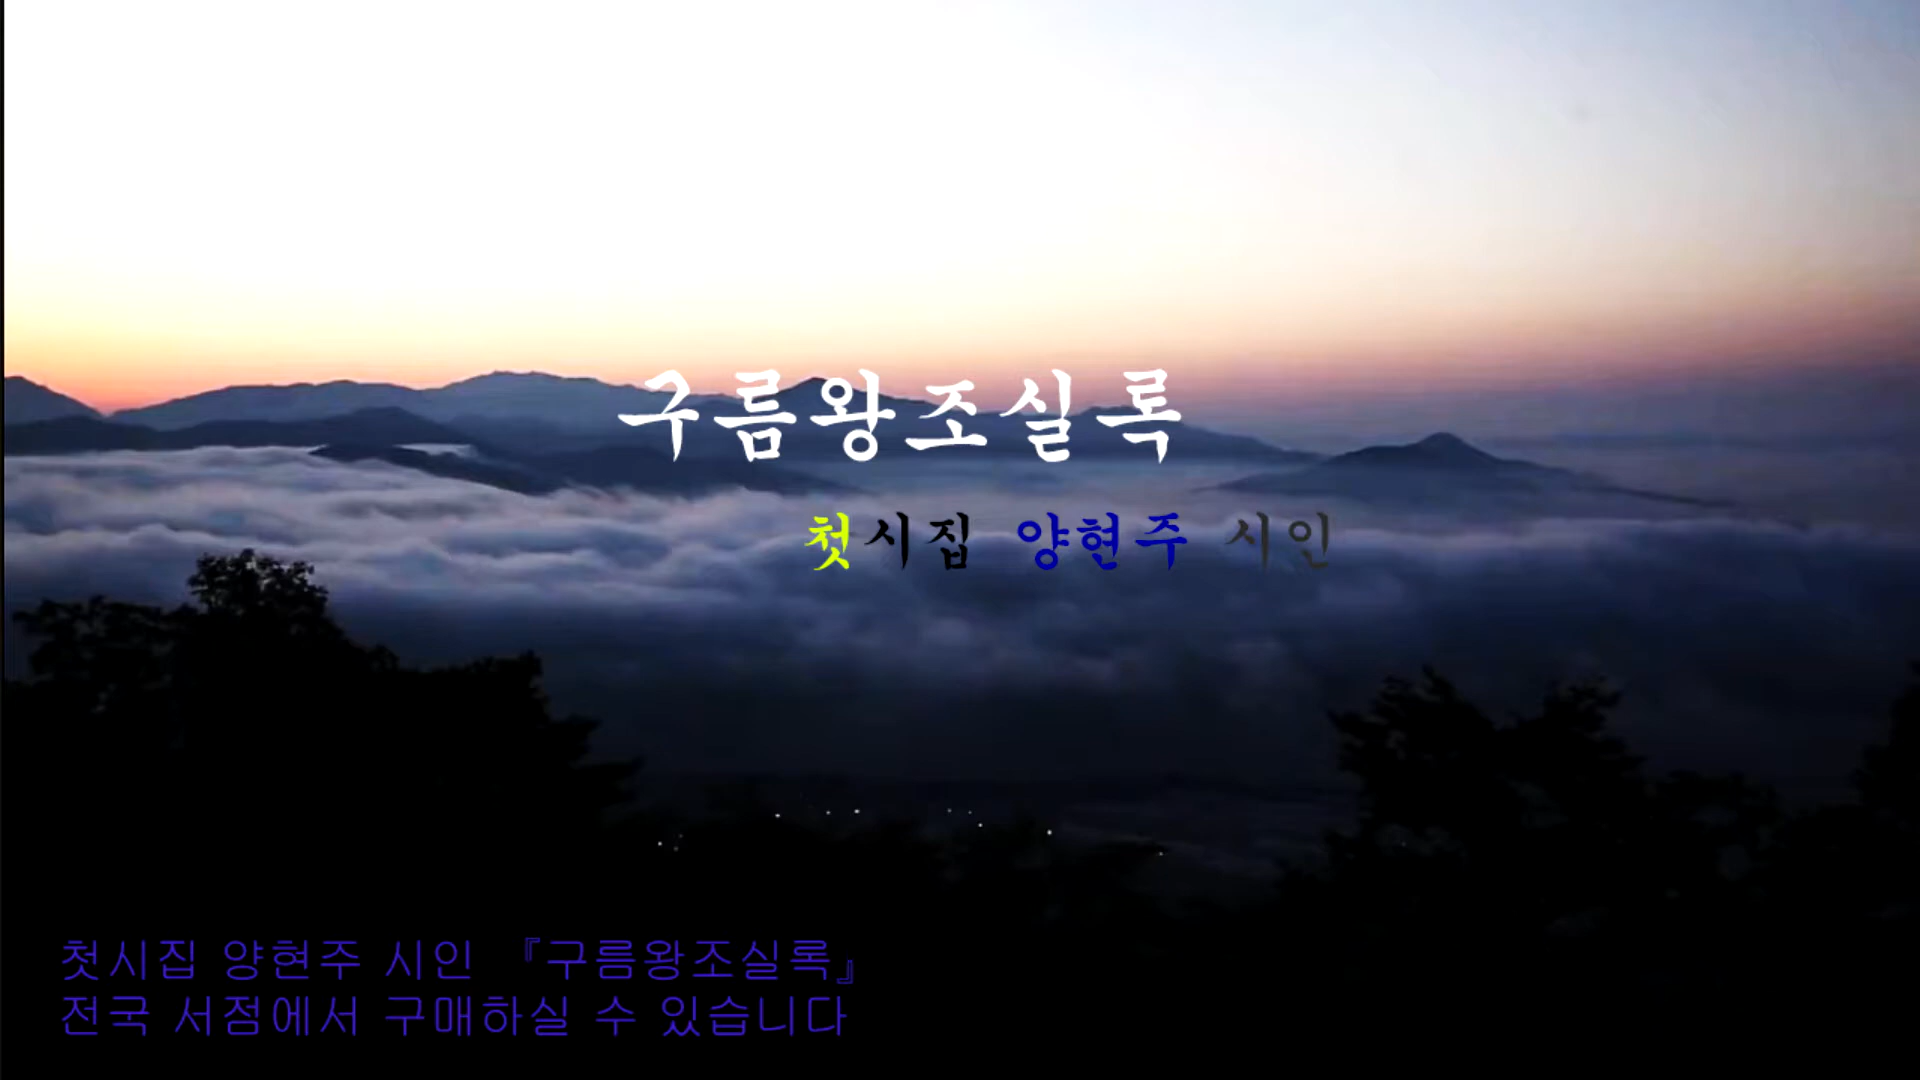 구름왕조실록
첫시집 양현주 시인
첫시집 양현주 시인 『구름왕조실록』
전국 서점에서 구매하실 수 있습니다